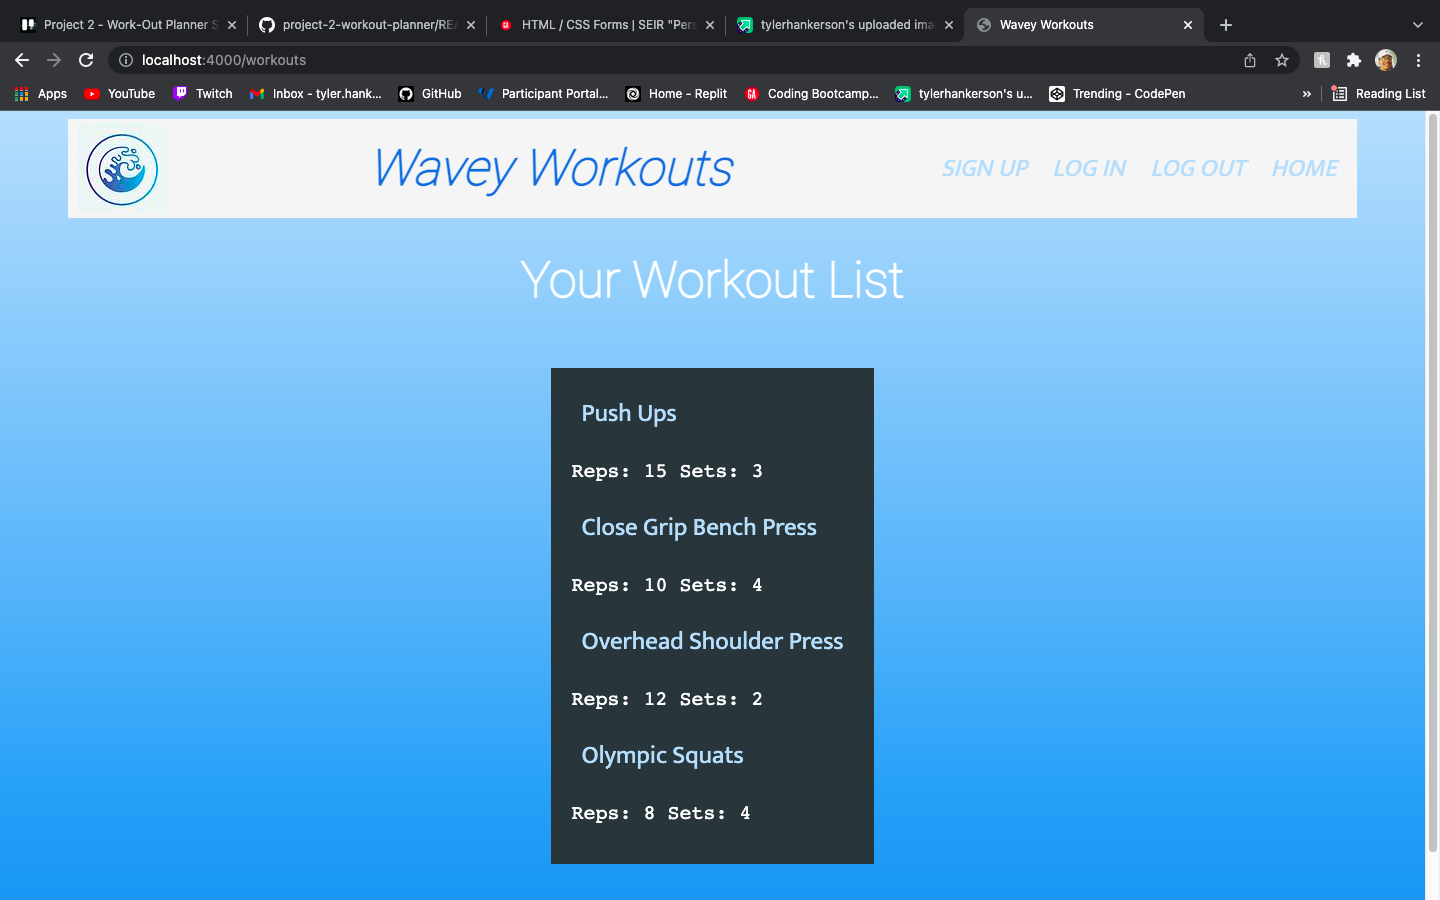 Project 2 - Work-Out Planner S
project-2-workout-planner/REA
HTML / CSS Forms | SEIR "Pers
tylerhankerson's uploaded ima
Wavey Workouts
localhost:4000/workouts
Apps
YouTube
Twitch
Inbox - tyler.hank...
GitHub
Participant Portal...
Home - Replit
GA
Coding Bootcamp...
tylerhankerson's u...
Trending - CodePen
»
Reading List
Wavey Workouts
SIGN UP
LOG IN
LOG OUT
HOME
Your Workout List
Push Ups
Reps: 15 Sets: 3
Close Grip Bench Press
Reps: 10 Sets: 4
Overhead Shoulder Press
Reps: 12 Sets: 2
Olympic Squats
Reps: 8 Sets: 4